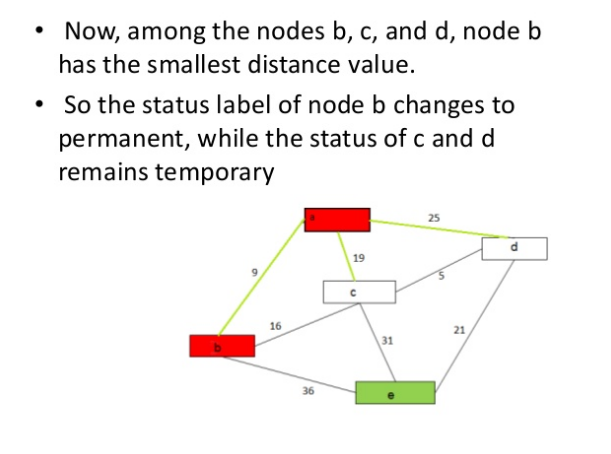 • Now, among the nodes b, c, and d, node b
has the smallest distance value.
• So the status label of node b changes to
permanent, while the status of c and d
remains temporary
a
25
d
19
9
5
c
16
21
31
b
36
e